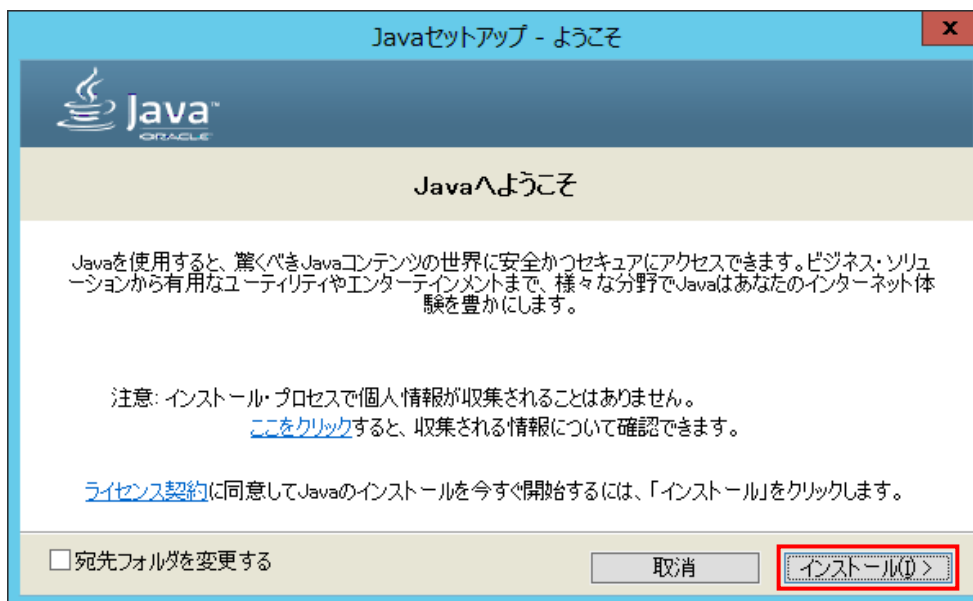 Javaセットアップ - ようこそ
x
Java™
ORACLE
Javaへようこそ
Javaを使用すると、驚くべきJavaコンテンツの世界に安全かつセキュアにアクセスできます。ビジネス・ソリュ
ーションから有用なユーティリティやエンターテインメントまで、様々な分野でJavaはあなたのインターネット体
験を豊かにします。
注意: インストール・プロセスで個人情報が収集されることはありません。
ここをクリックすると、収集される情報について確認できます。
ライセンス契約に同意してJavaのインストールを今すぐ開始するには、「インストール」をクリックします。
宛先フォルダを変更する
取消
インストール(I) >